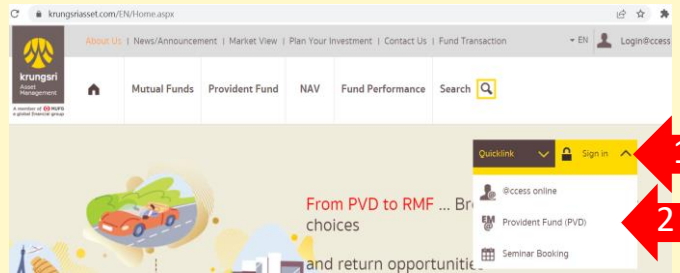 krungsriasset.com/EN/Home.aspx
About Us | News/Announcement | Market View | Plan Your Investment | Contact Us | Fund Transaction
EN
Login@ccess
krungsri
Asset
Management
A member of MUFG
a global financial group
Mutual Funds
Provident Fund
NAV
Fund Performance
Search
Quicklink
Sign in
1
@ccess online
Provident Fund (PVD)
2
Seminar Booking
From PVD to RMF ... Br
choices
and return opportunities